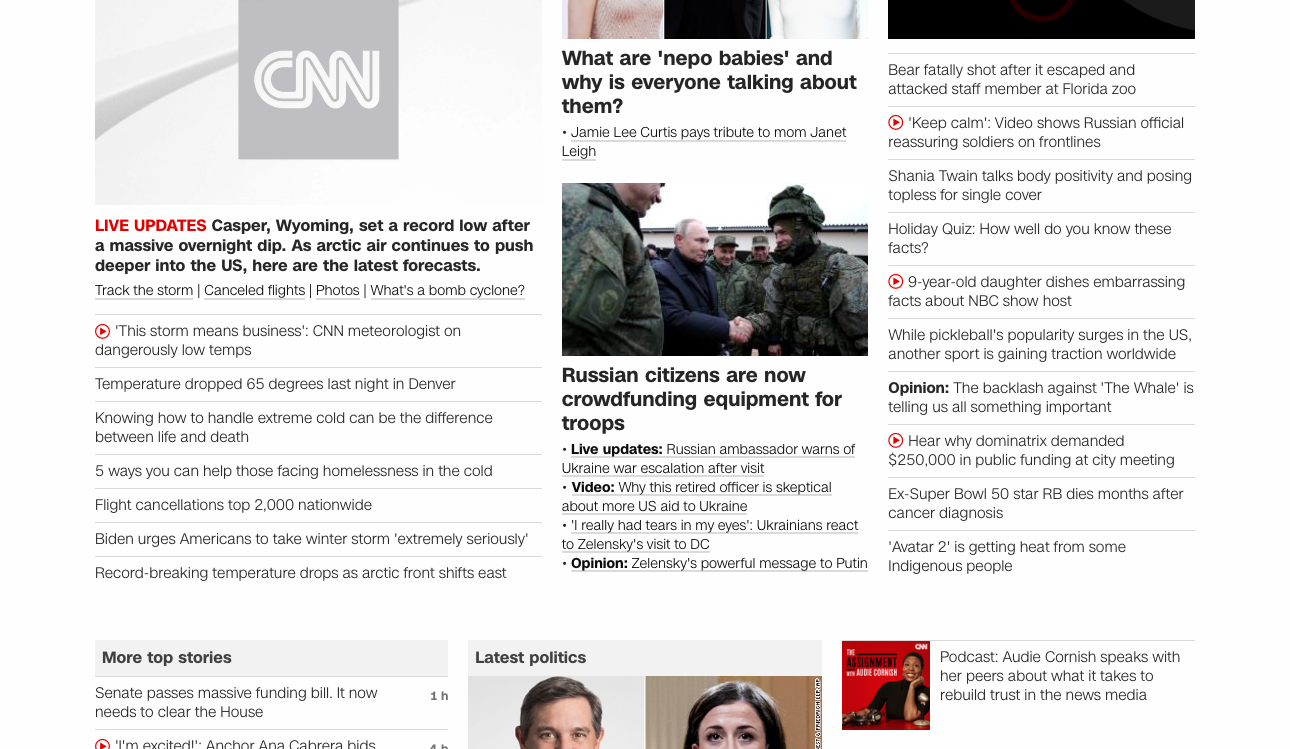 CNN
LIVE UPDATES Casper, Wyoming, set a record low after
a massive overnight dip. As arctic air continues to push
deeper into the US, here are the latest forecasts.
Track the storm | Canceled flights | Photos | What's a bomb cyclone?
'This storm means business': CNN meteorologist on
dangerously low temps
Temperature dropped 65 degrees last night in Denver
Knowing how to handle extreme cold can be the difference
between life and death
5 ways you can help those facing homelessness in the cold
Flight cancellations top 2,000 nationwide
Biden urges Americans to take winter storm 'extremely seriously'
Record-breaking temperature drops as arctic front shifts east
What are 'nepo babies' and
why is everyone talking about
them?
• Jamie Lee Curtis pays tribute to mom Janet
Leigh
Russian citizens are now
crowdfunding equipment for
troops
• Live updates: Russian ambassador warns of
Ukraine war escalation after visit
• Video: Why this retired officer is skeptical
about more US aid to Ukraine
• 'I really had tears in my eyes': Ukrainians react
to Zelensky's visit to DC
• Opinion: Zelensky's powerful message to Putin
Bear fatally shot after it escaped and
attacked staff member at Florida zoo
'Keep calm': Video shows Russian official
reassuring soldiers on frontlines
Shania Twain talks body positivity and posing
topless for single cover
Holiday Quiz: How well do you know these
facts?
9-year-old daughter dishes embarrassing
facts about NBC show host
While pickleball's popularity surges in the US,
another sport is gaining traction worldwide
Opinion: The backlash against 'The Whale' is
telling us all something important
Hear why dominatrix demanded
$250,000 in public funding at city meeting
Ex-Super Bowl 50 star RB dies months after
cancer diagnosis
'Avatar 2' is getting heat from some
Indigenous people
More top stories
Senate passes massive funding bill. It now
needs to clear the House
1 h
'I'm excited!': Anchor Ana Cabrera bids
4 h
Latest politics
CNN
THE
ASSIGNMENT
WITH AUDIE CORNISH
Podcast: Audie Cornish speaks with
her peers about what it takes to
rebuild trust in the news media